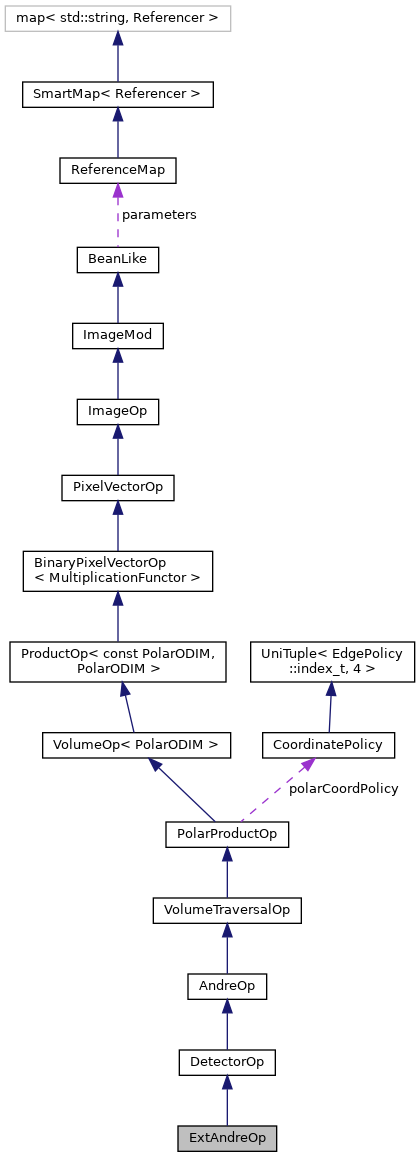 map< std::string, Referencer >
SmartMap< Referencer >
ReferenceMap
parameters
BeanLike
ImageMod
ImageOp
PixelVectorOp
BinaryPixelVectorOp
< MultiplicationFunctor >
ProductOp< const PolarODIM,
PolarODIM >
UniTuple< EdgePolicy
::index_t, 4 >
VolumeOp< PolarODIM >
CoordinatePolicy
polarCoordPolicy
PolarProductOp
VolumeTraversalOp
AndreOp
DetectorOp
ExtAndreOp